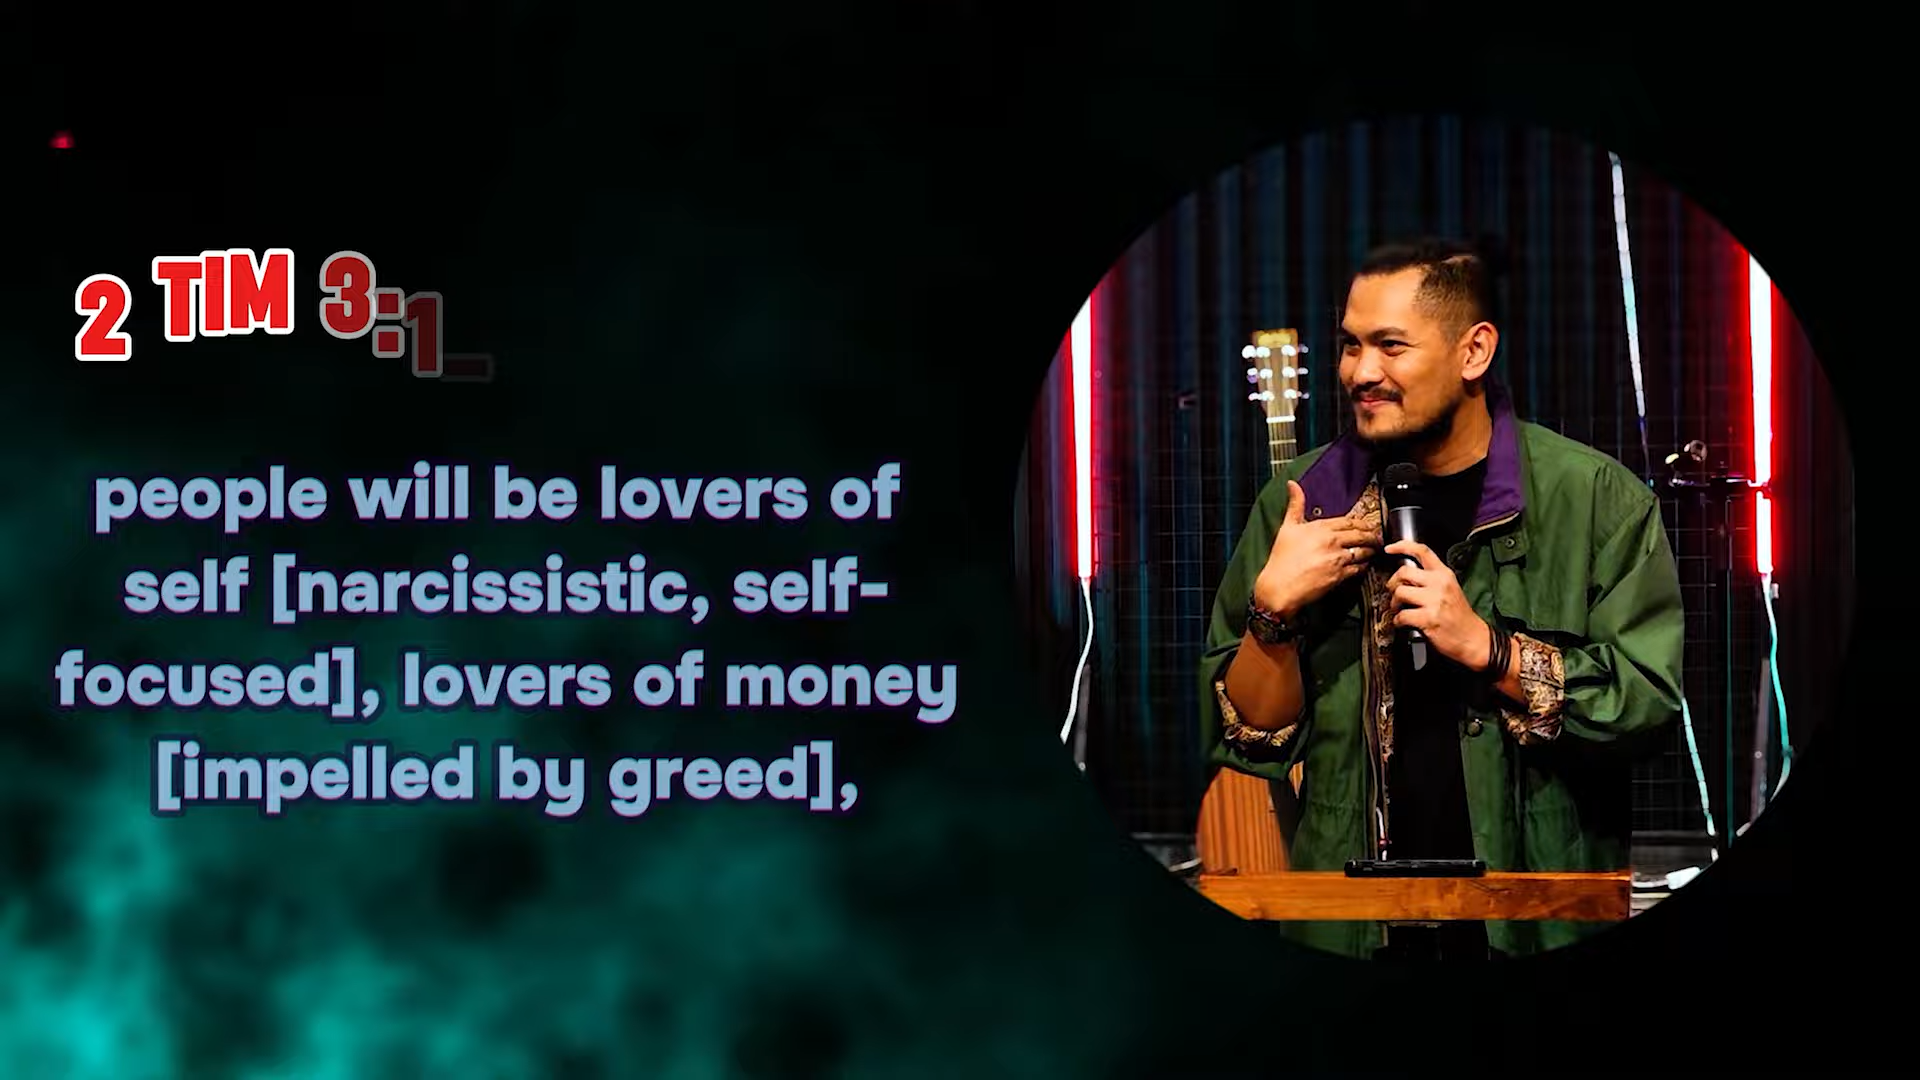 2 TIM 3:1
people will be lovers of
self [narcissistic, self-
focused], lovers of money
[impelled by greed],